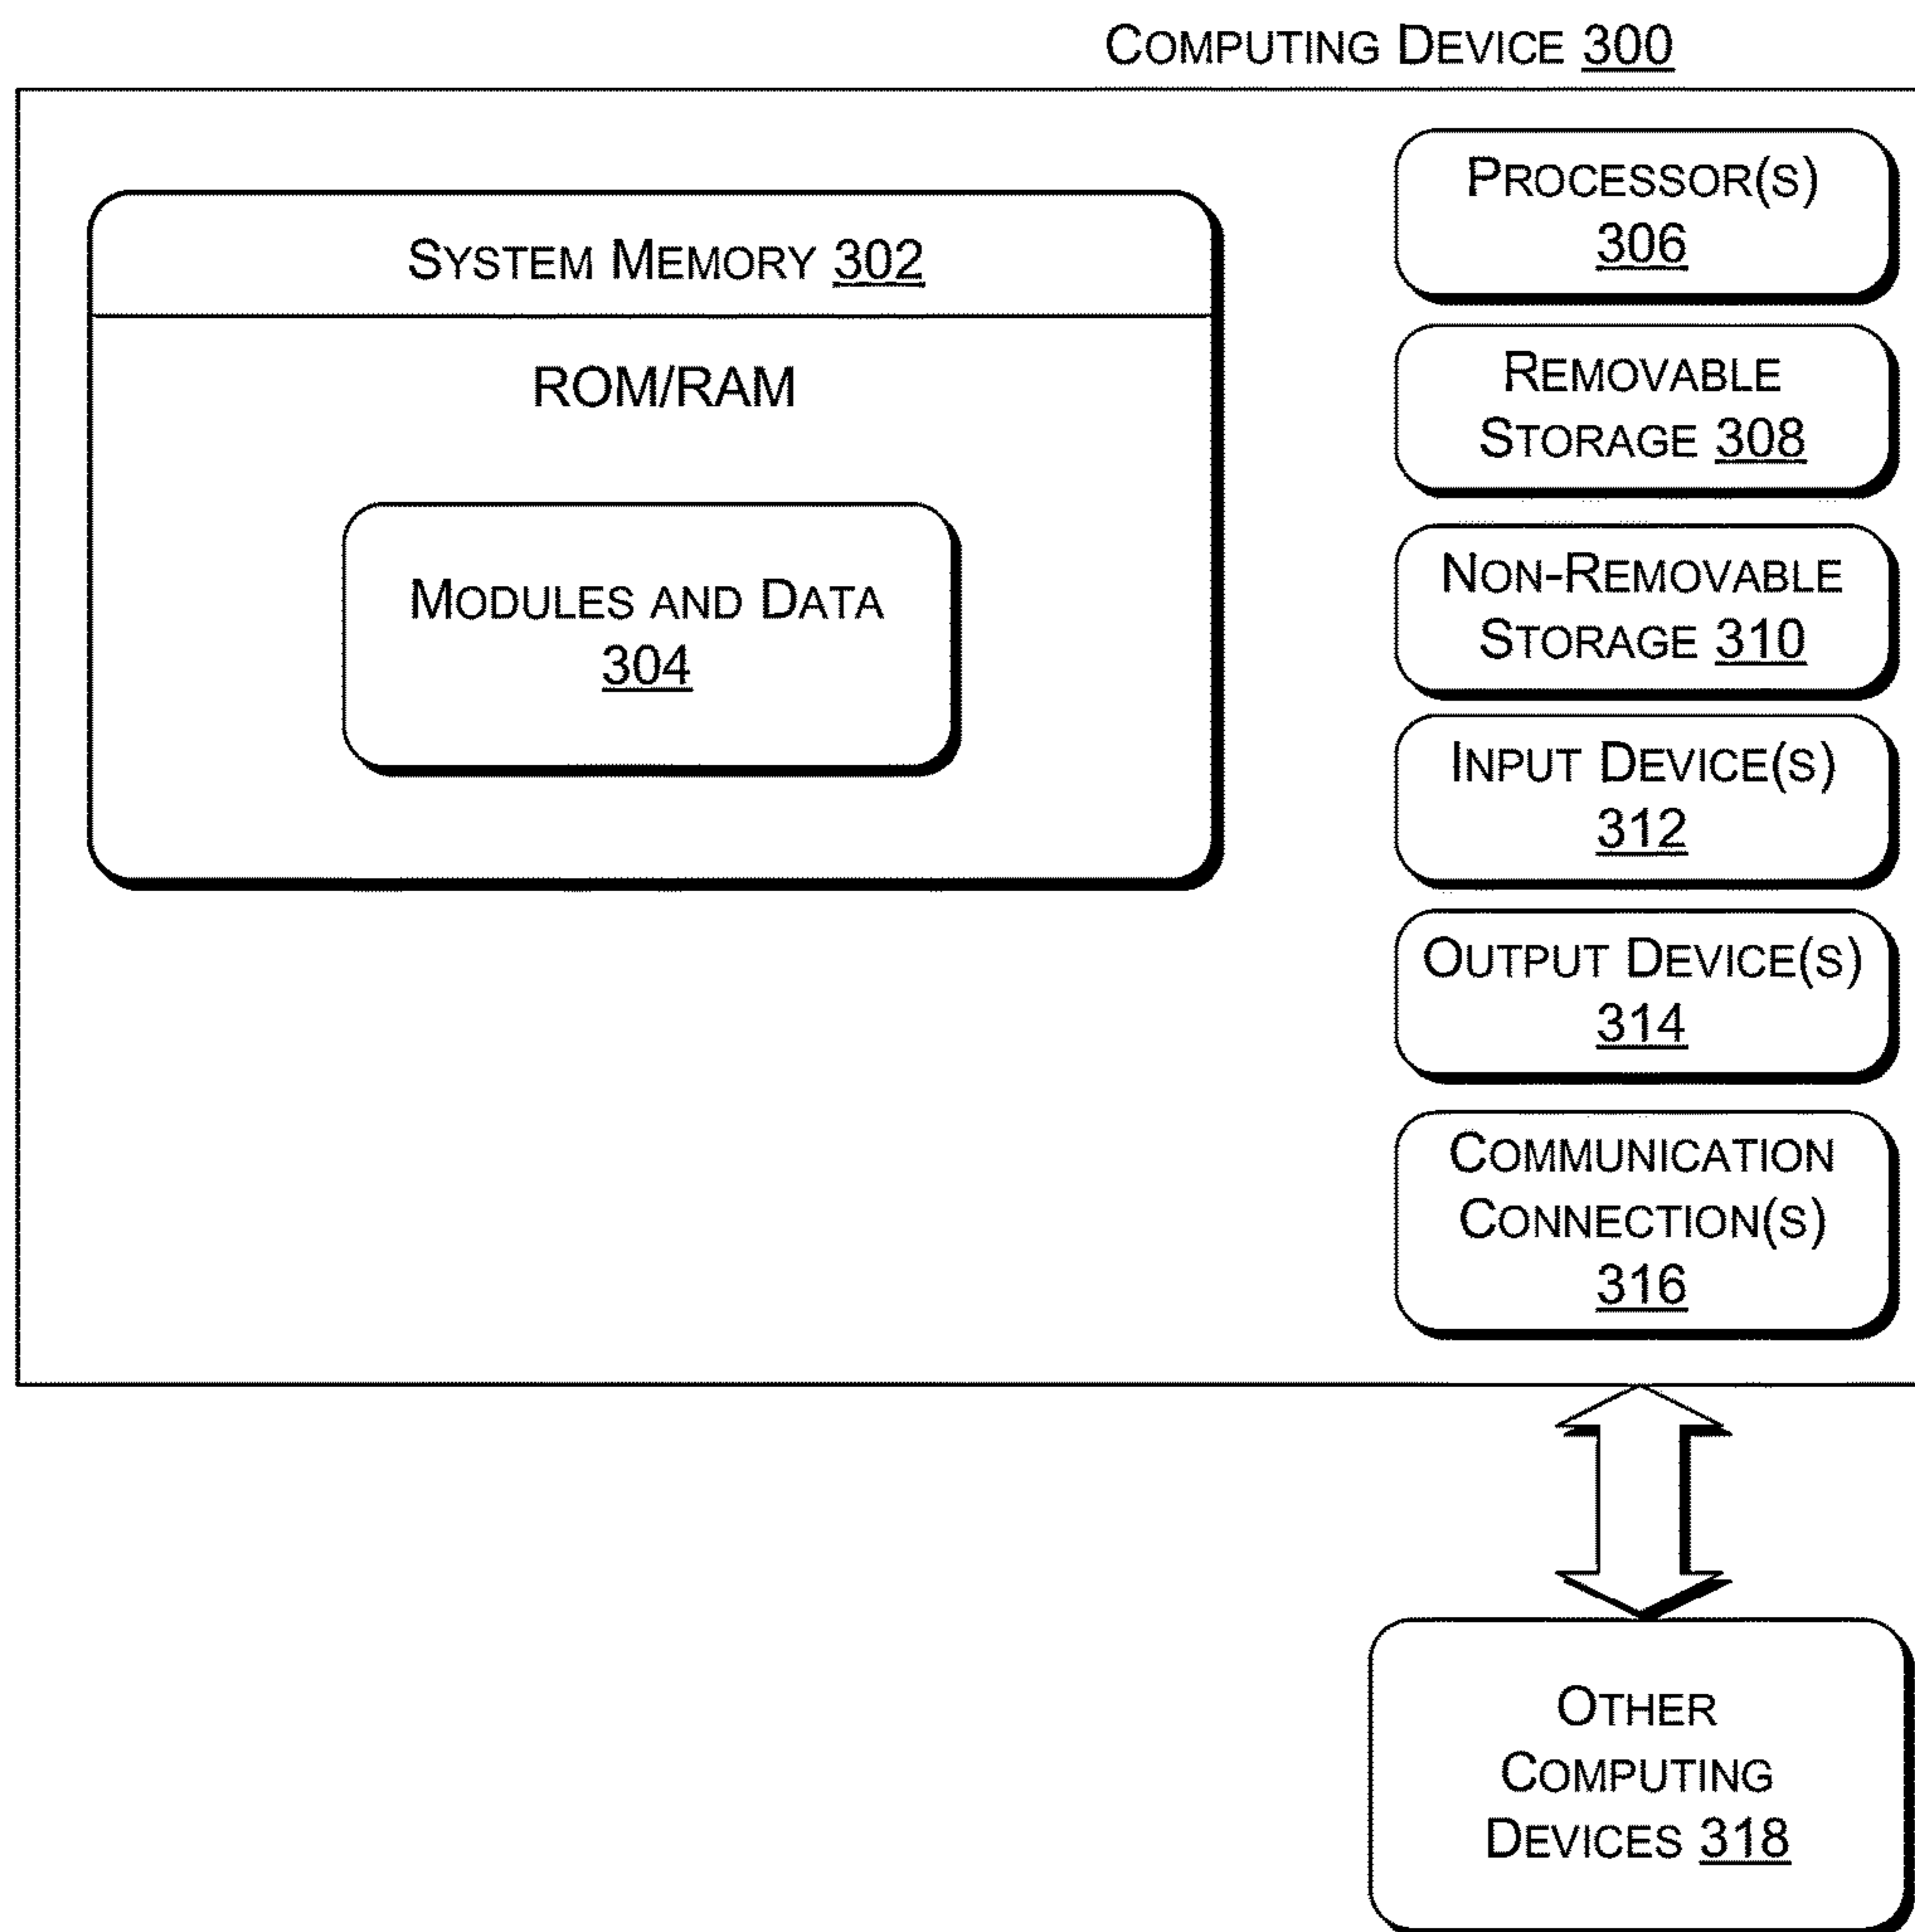 COMPUTING DEVICE 300
SYSTEM MEMORY 302
ROM/RAM
MODULES AND DATA
304
PROCESSOR(S)
306
REMOVABLE
STORAGE 308
NON-REMOVABLE
STORAGE 310
INPUT DEVICE(S)
312
OUTPUT DEVICE(S)
314
COMMUNICATION
CONNECTION(S)
316
OTHER
COMPUTING
DEVICES 318